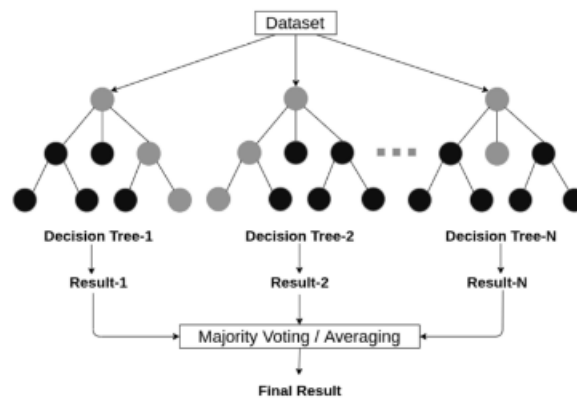 Dataset
Decision Tree-1
Decision Tree-2
Decision Tree-N
Result-1
Result-2
Result-N
Majority Voting / Averaging
Final Result